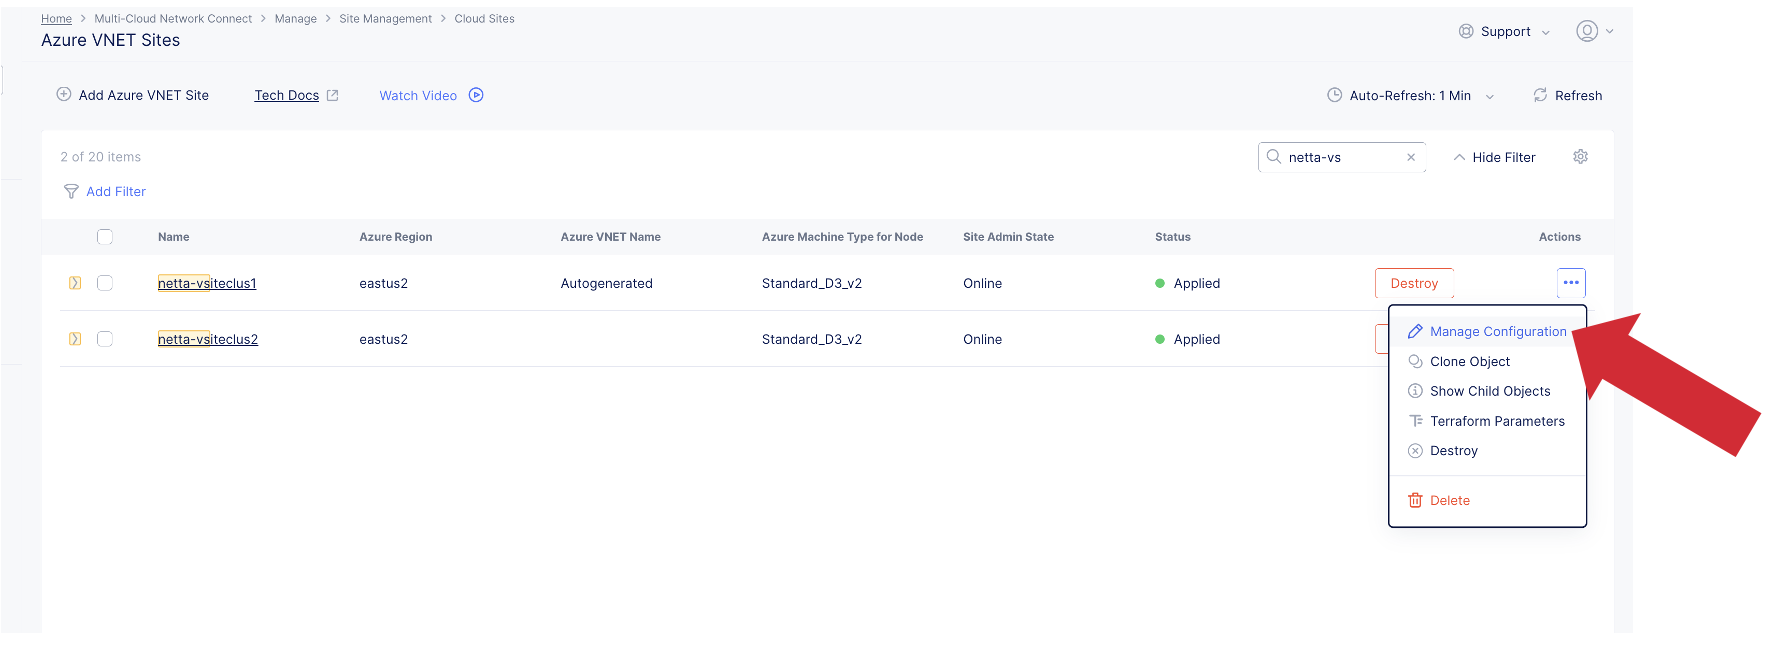 Home > Multi-Cloud Network Connect > Manage > Site Management > Cloud Sites
Azure VNET Sites
Support
Add Azure VNET Site Tech Docs Watch Video
Auto-Refresh: 1 Min Refresh
2 of 20 items
netta-vs
Hide Filter
Add Filter
Name Azure Region Azure VNET Name Azure Machine Type for Node Site Admin State Status Actions
netta-vsiteclus1 eastus2 Autogenerated Standard_D3_v2 Online Applied Destroy
netta-vsiteclus2 eastus2 Standard_D3_v2 Online Applied
Manage Configuration
Clone Object
Show Child Objects
Terraform Parameters
Destroy
Delete